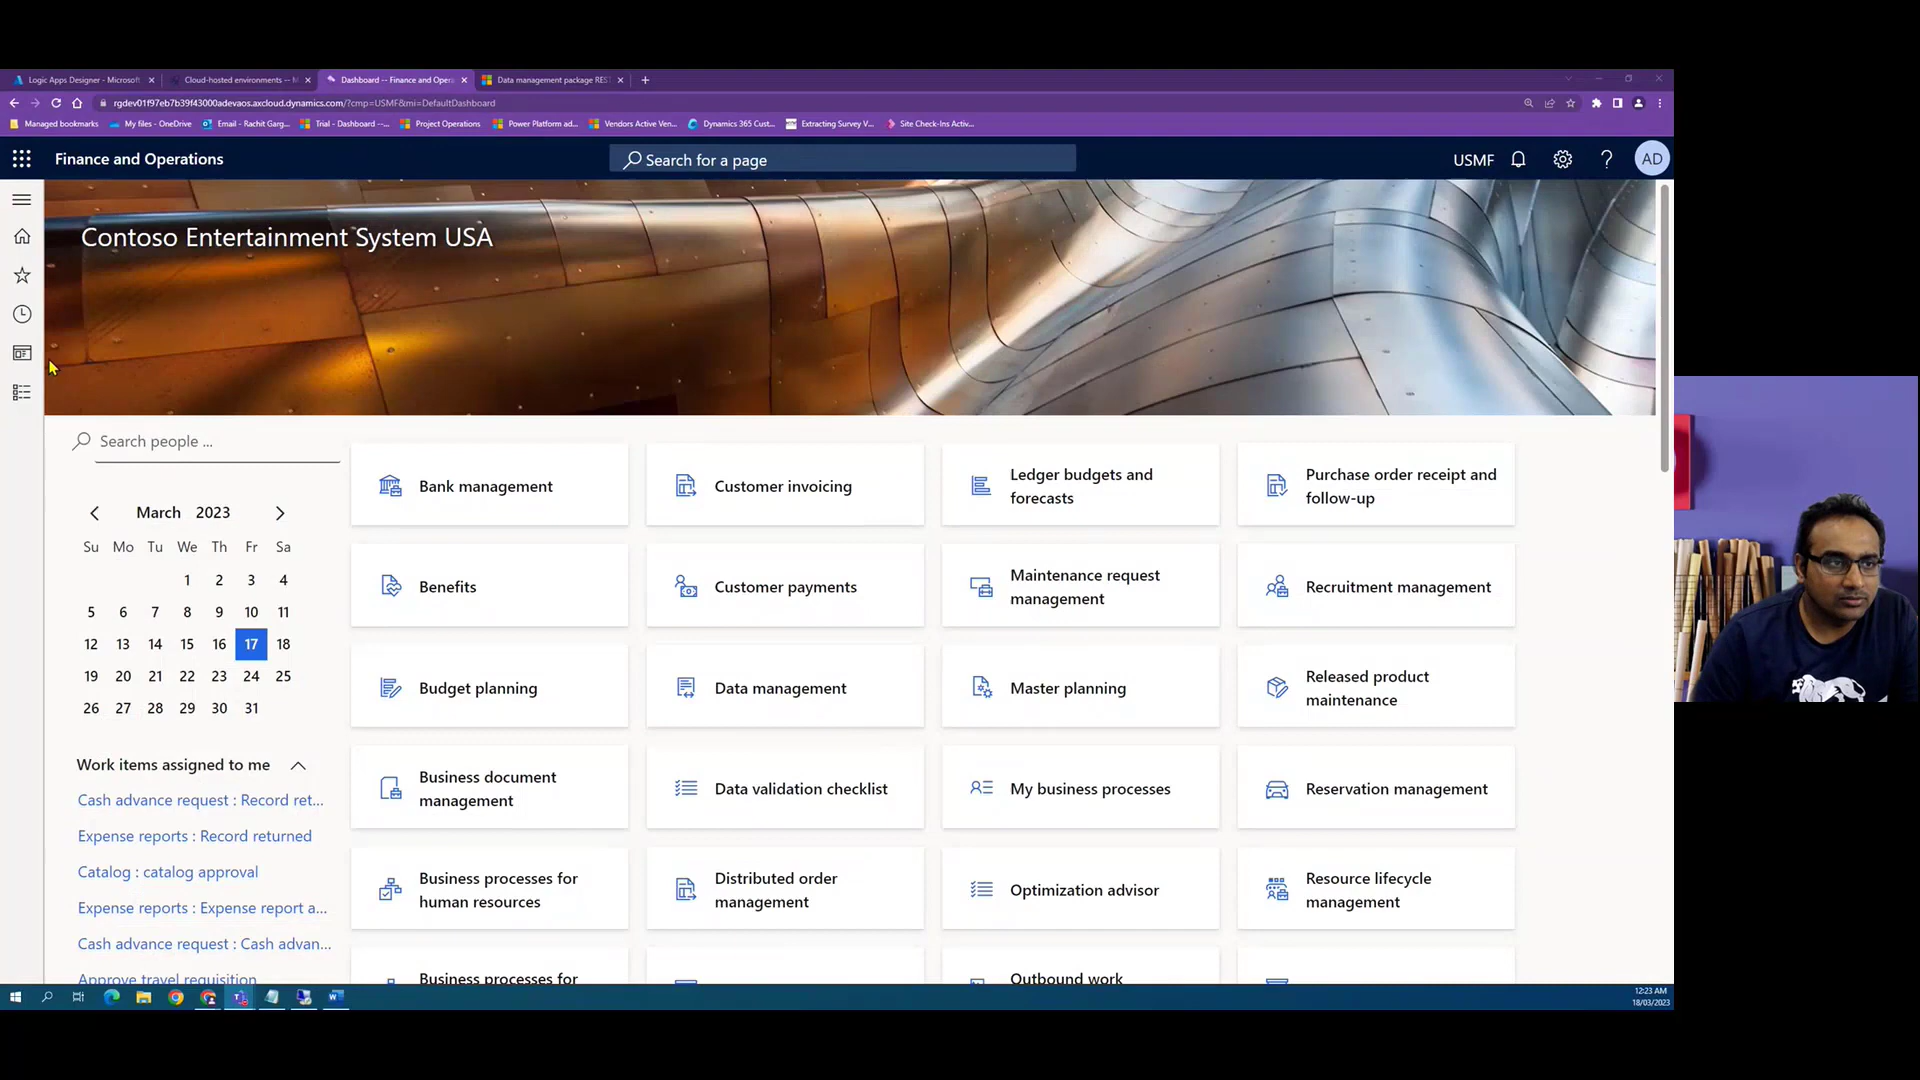 Logic Apps Designer - Microsoft
Cloud-hosted environments --
Dashboard -- Finance and Oper
Data management package RES
rgdev01f97eb7b39f43000adevaos.axcloud.dynamics.com/?cmp=USMF&mi=DefaultDashboard
Managed bookmarks
My files - OneDrive
Email - Rachit Garg...
Trial - Dashboard --...
Project Operations
Power Platform ad...
Vendors Active Ven...
Dynamics 365 Cust...
Extracting Survey V...
Site Check-Ins Activ...
Finance and Operations
Search for a page
USMF
AD
Contoso Entertainment System USA
Search people ...
March 2023
Su Mo Tu We Th Fr Sa
1 2 3 4
5 6 7 8 9 10 11
12 13 14 15 16 17 18
19 20 21 22 23 24 25
26 27 28 29 30 31
Work items assigned to me
Cash advance request : Record ret...
Expense reports : Record returned
Catalog : catalog approval
Expense reports : Expense report a...
Cash advance request : Cash advan...
Approve travel requisition
Bank management
Customer invoicing
Ledger budgets and
forecasts
Purchase order receipt and
follow-up
Benefits
Customer payments
Maintenance request
management
Recruitment management
Budget planning
Data management
Master planning
Released product
maintenance
Business document
management
Data validation checklist
My business processes
Reservation management
Business processes for
human resources
Distributed order
management
Optimization advisor
Resource lifecycle
management
Business processes for
Outbound work
12:23 AM
18/03/2023